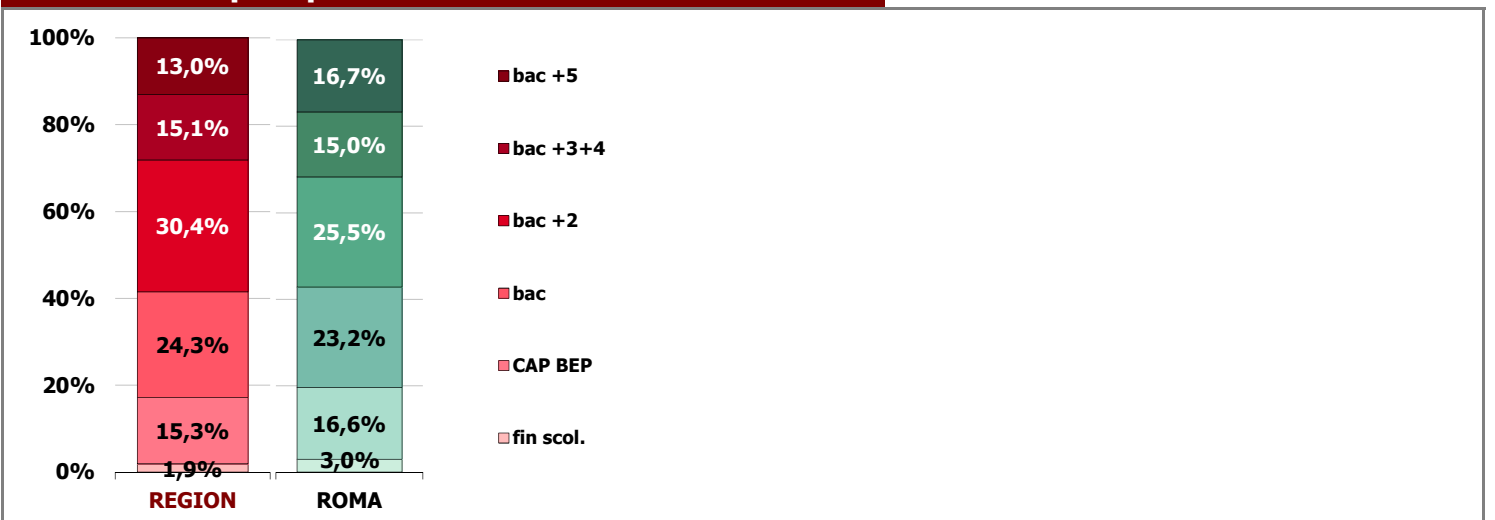 100%
80%
60%
40%
20%
0%
13,0%
15,1%
30,4%
24,3%
15,3%
1,9%
REGION
16,7%
15,0%
25,5%
23,2%
16,6%
3,0%
ROMA
bac +5
bac +3+4
bac +2
bac
CAP BEP
fin scol.